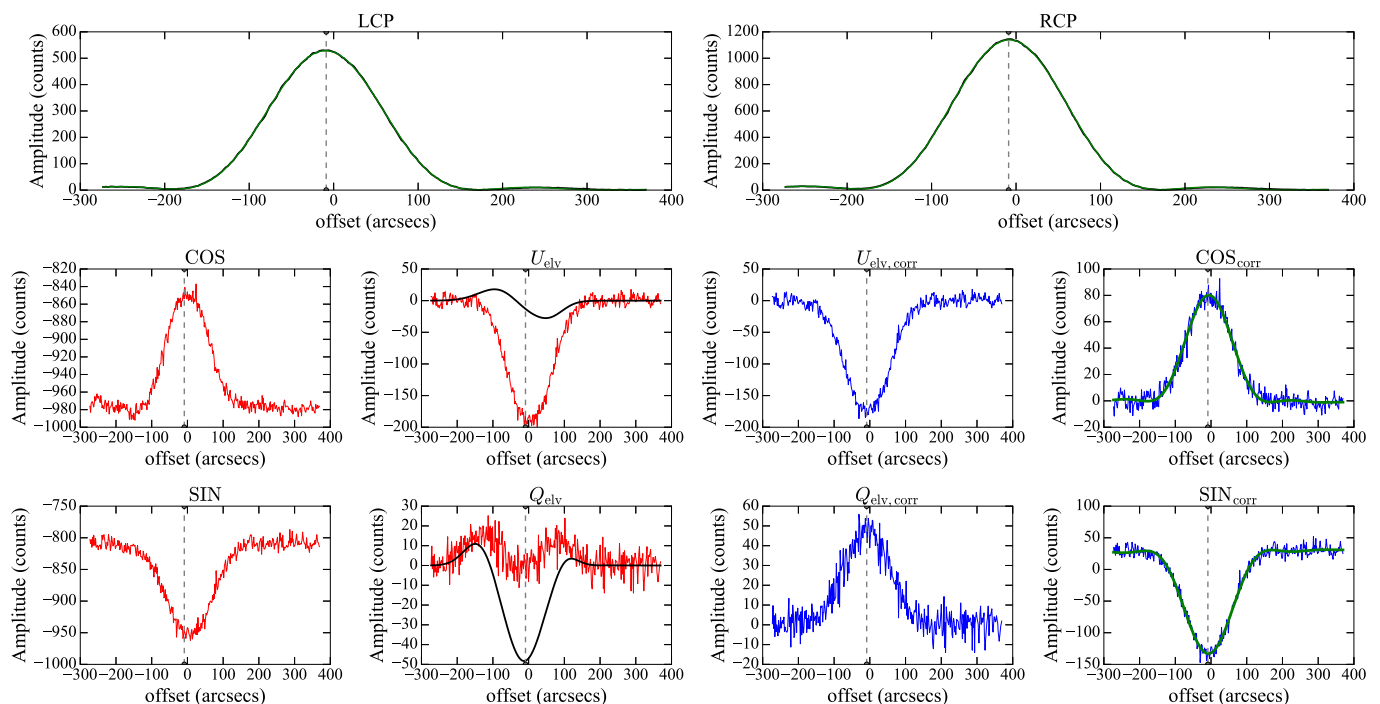 LCP
Amplitude (counts)
600
500
400
300
200
100
0
−300 −200 −100 0 100 200 300 400
offset (arcsecs)
RCP
Amplitude (counts)
1200
1000
800
600
400
200
0
−300 −200 −100 0 100 200 300 400
offset (arcsecs)
COS
Amplitude (counts)
−820
−840
−860
−880
−900
−920
−940
−960
−980
−1000
−300 −200 −100 0 100 200 300 400
offset (arcsecs)
U_elv
Amplitude (counts)
50
0
−50
−100
−150
−200
−300 −200 −100 0 100 200 300 400
offset (arcsecs)
U_elv,corr
Amplitude (counts)
50
0
−50
−100
−150
−200
−300 −200 −100 0 100 200 300 400
offset (arcsecs)
COS_corr
Amplitude (counts)
100
80
60
40
20
0
−20
−300 −200 −100 0 100 200 300 400
offset (arcsecs)
SIN
Amplitude (counts)
−750
−800
−850
−900
−950
−1000
−300 −200 −100 0 100 200 300 400
offset (arcsecs)
Q_elv
Amplitude (counts)
30
20
10
0
−10
−20
−30
−40
−50
−300 −200 −100 0 100 200 300 400
offset (arcsecs)
Q_elv,corr
Amplitude (counts)
60
50
40
30
20
10
0
−10
−20
−300 −200 −100 0 100 200 300 400
offset (arcsecs)
SIN_corr
Amplitude (counts)
100
50
0
−50
−100
−150
−300 −200 −100 0 100 200 300 400
offset (arcsecs)